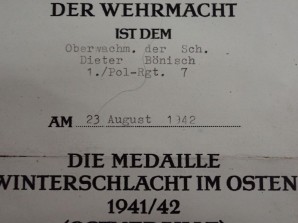 DER WEHRMACHT
IST DEM
Oberwachm. der Sch.
Dieter Bönisch
1./Pol-Rgt. 7
AM 23 August 1942
DIE MEDAILLE
WINTERSCHLACHT IM OSTEN
1941/42